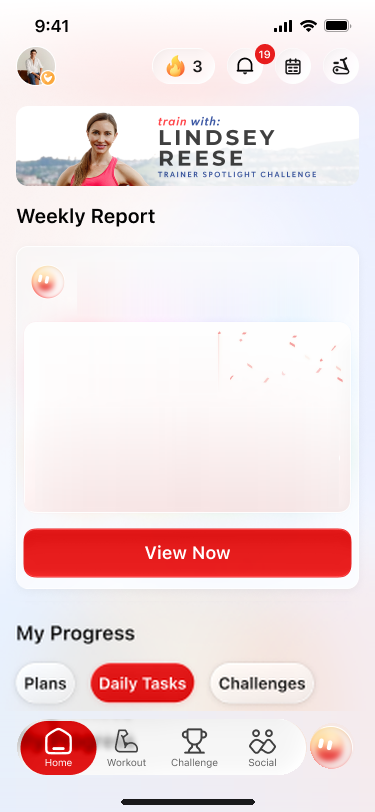 9:41
3
19
train with:
LINDSEY
REESE
TRAINER SPOTLIGHT CHALLENGE
Weekly Report
View Now
My Progress
Plans
Daily Tasks
Challenges
Home
Workout
Challenge
Social